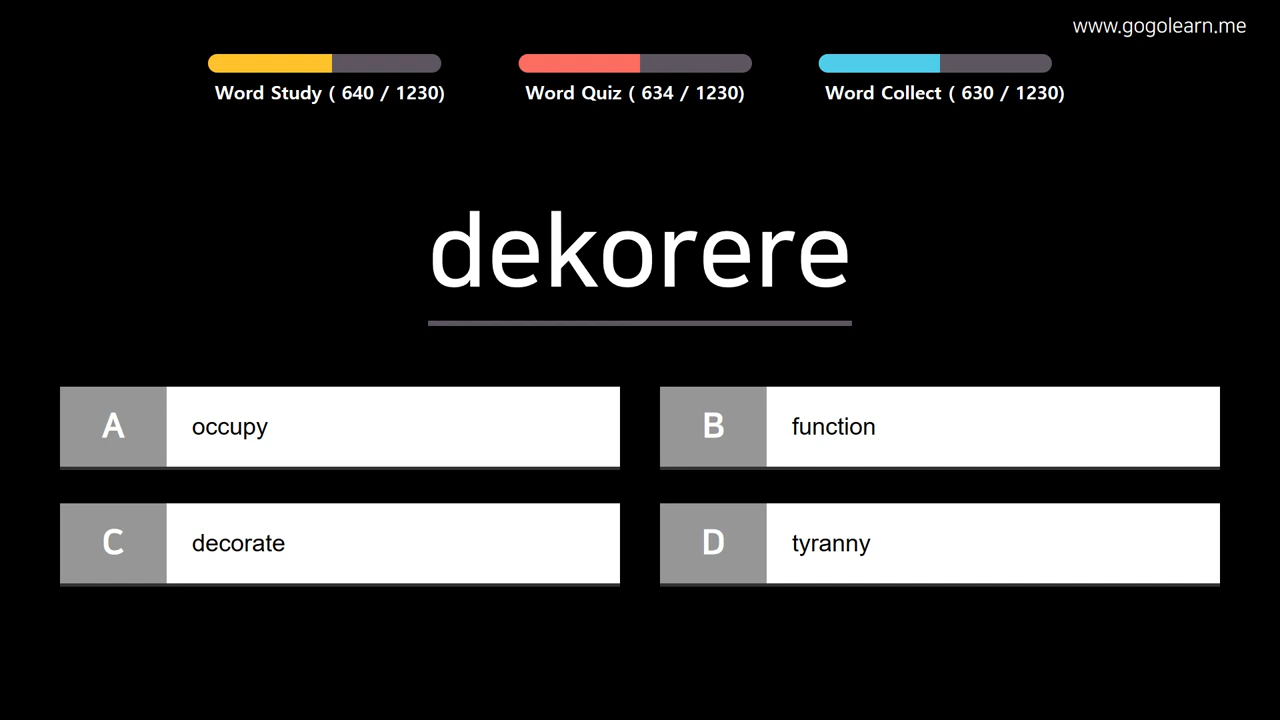 www.gogolearn.me
Word Study ( 640 / 1230)
Word Quiz ( 634 / 1230)
Word Collect ( 630 / 1230)
dekorere
A occupy
B function
C decorate
D tyranny